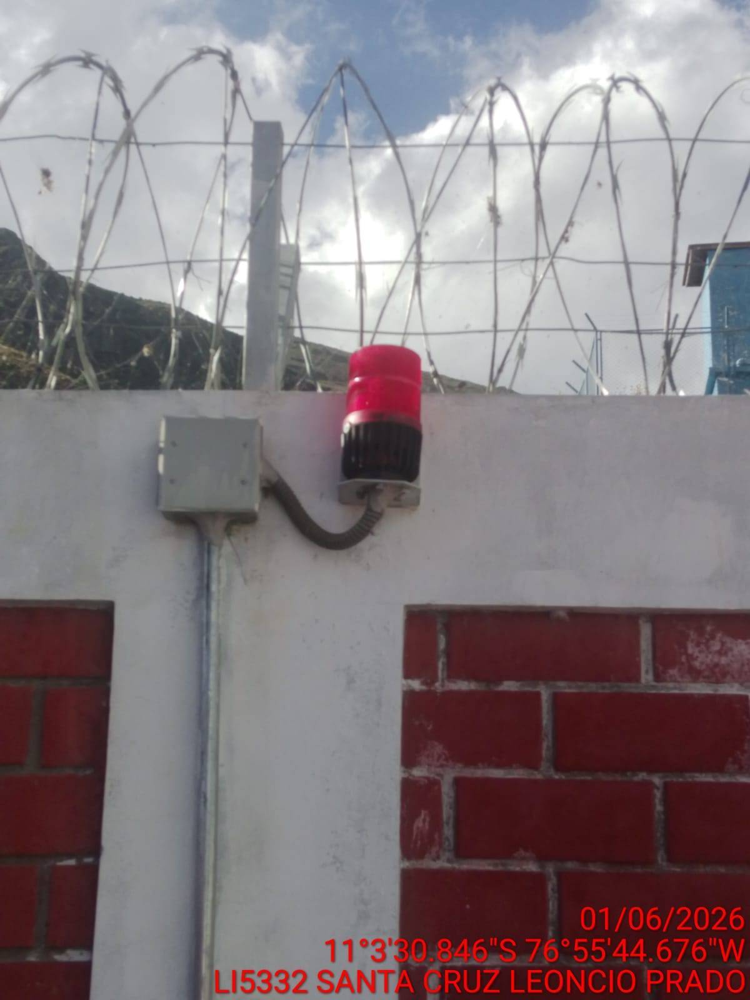 01/06/2026
11°3'30.846"S 76°55'44.676"W
LI5332 SANTA CRUZ LEONCIO PRADO